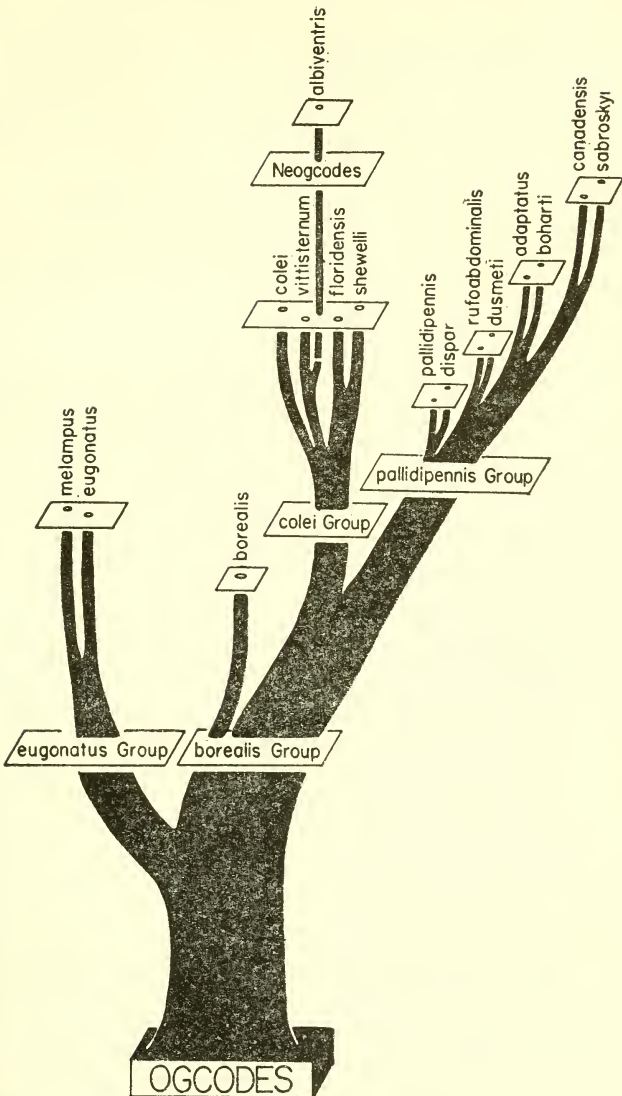 albiventris
Neogcodes
colei
vittisternum
floridensis
shewelli
canadensis
sabroskyi
adaptatus
boharti
rufoabdominalis
dusmeti
pallidipennis
dispar
melampus
eugonatus
pallidipennis Group
colei Group
borealis
eugonatus Group
borealis Group
OGCODES